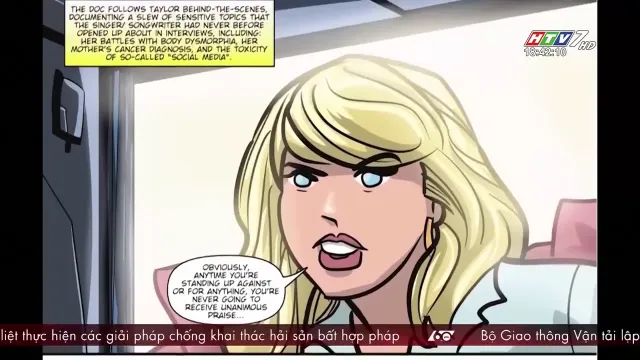 THE DOC FOLLOWS TAYLOR BEHIND-THE-SCENES,
DOCUMENTING A SLEW OF SENSITIVE TOPICS THAT
THE SINGER/ SONGWRITER HAD NEVER BEFORE
OPENED UP ABOUT IN INTERVIEWS, INCLUDING:
HER BATTLES WITH BODY DYSMORPHIA, HER
MOTHER'S CANCER DIAGNOSIS, AND THE TOXICITY
OF SO-CALLED "SOCIAL MEDIA".
HTV7 HD
18:42:10
OBVIOUSLY,
ANYTIME YOU'RE
STANDING UP AGAINST
OR FOR ANYTHING, YOU'RE
NEVER GOING TO
RECEIVE UNANIMOUS
PRAISE...
liệt thực hiện các giải pháp chống khai thác hải sản bất hợp pháp
60s
Bộ Giao thông Vận tải lập